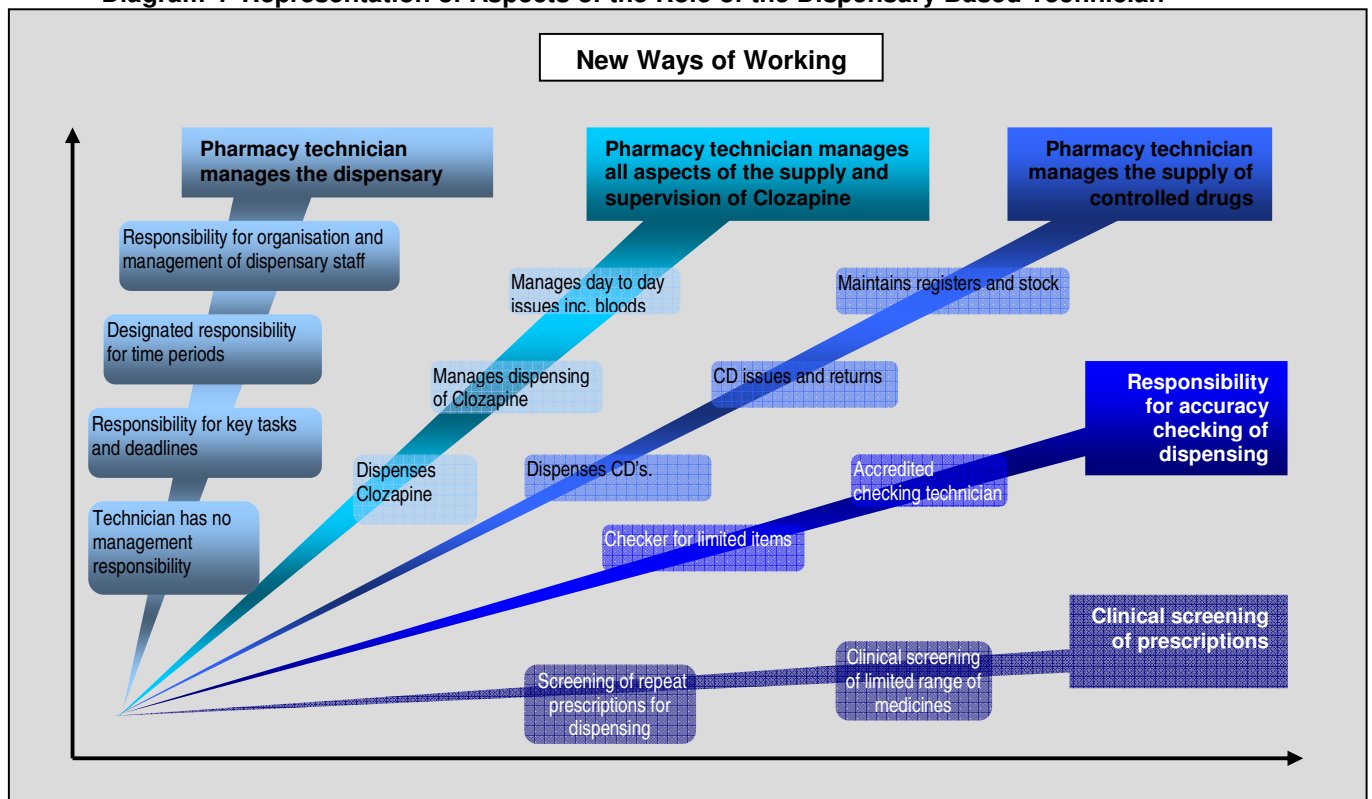 New Ways of Working
Pharmacy technician
manages the dispensary
Responsibility for organisation and
management of dispensary staff
Designated responsibility
for time periods
Responsibility for key tasks
and deadlines
Technician has no
management
responsibility
Pharmacy technician manages
all aspects of the supply and
supervision of Clozapine
Manages day to day
issues inc. bloods
Manages dispensing
of Clozapine
Dispenses
Clozapine
Pharmacy technician
manages the supply of
controlled drugs
Maintains registers and stock
CD issues and returns
Dispenses CD's.
Responsibility
for accuracy
checking of
dispensing
Accredited
checking technician
Checker for limited items
Clinical screening
of prescriptions
Clinical screening
of limited range of
medicines
Screening of repeat
prescriptions for
dispensing